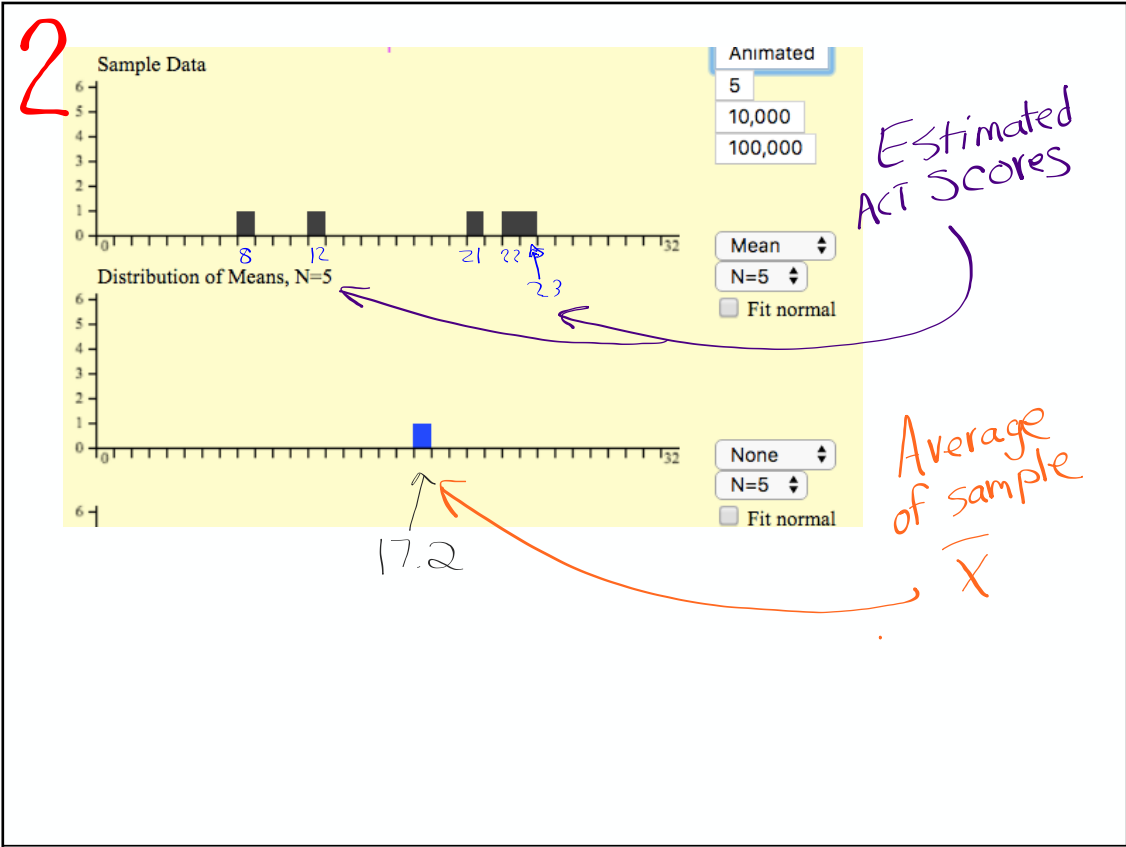 2
Sample Data
Animated
5
10,000
100,000
6
5
4
3
2
1
0
0
32
8
12
21
22
23
Estimated
ACT Scores
Mean
N=5
Fit normal
Distribution of Means, N=5
6
5
4
3
2
1
0
0
32
17.2
None
N=5
Fit normal
6
Average
of sample
X̅